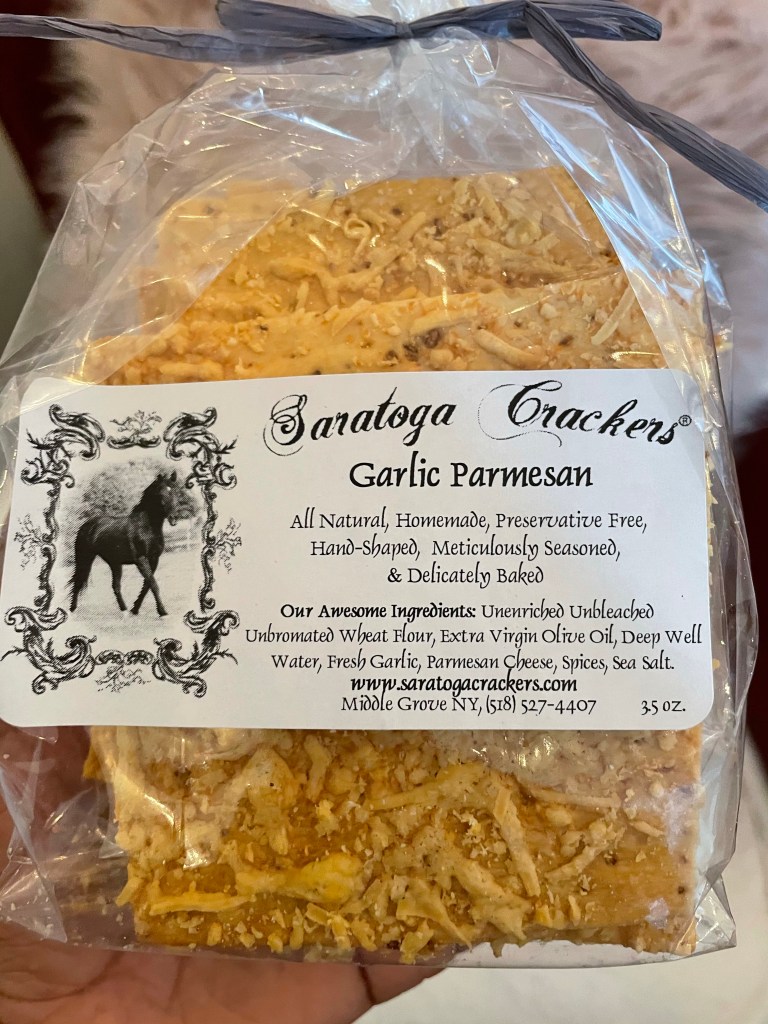 Saratoga Crackers®
Garlic Parmesan
All Natural, Homemade, Preservative Free,
Hand-Shaped, Meticulously Seasoned,
& Delicately Baked
Our Awesome Ingredients: Unenriched Unbleached
Unbromated Wheat Flour, Extra Virgin Olive Oil, Deep Well
Water, Fresh Garlic, Parmesan Cheese, Spices, Sea Salt.
www.saratogacrackers.com
Middle Grove NY, (518) 527-4407 3.5 oz.